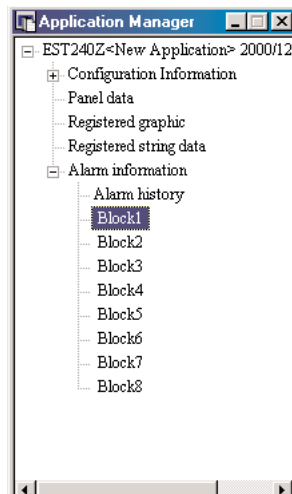 Application Manager
EST240Z<New Application> 2000/12
Configuration Information
Panel data
Registered graphic
Registered string data
Alarm information
Alarm history
Block1
Block2
Block3
Block4
Block5
Block6
Block7
Block8